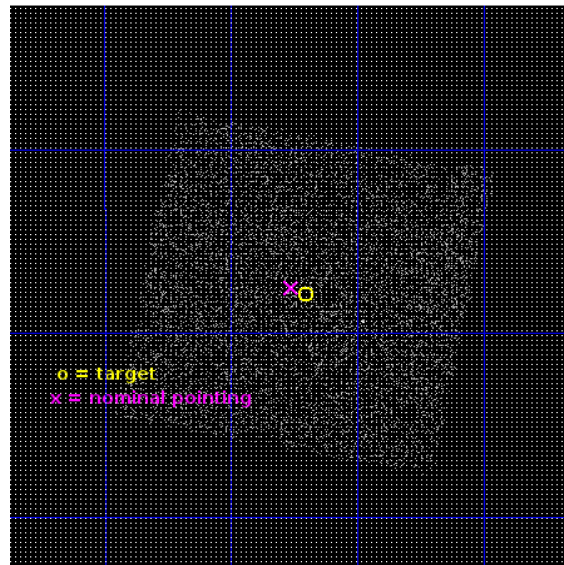 o = target
x = nominal pointing